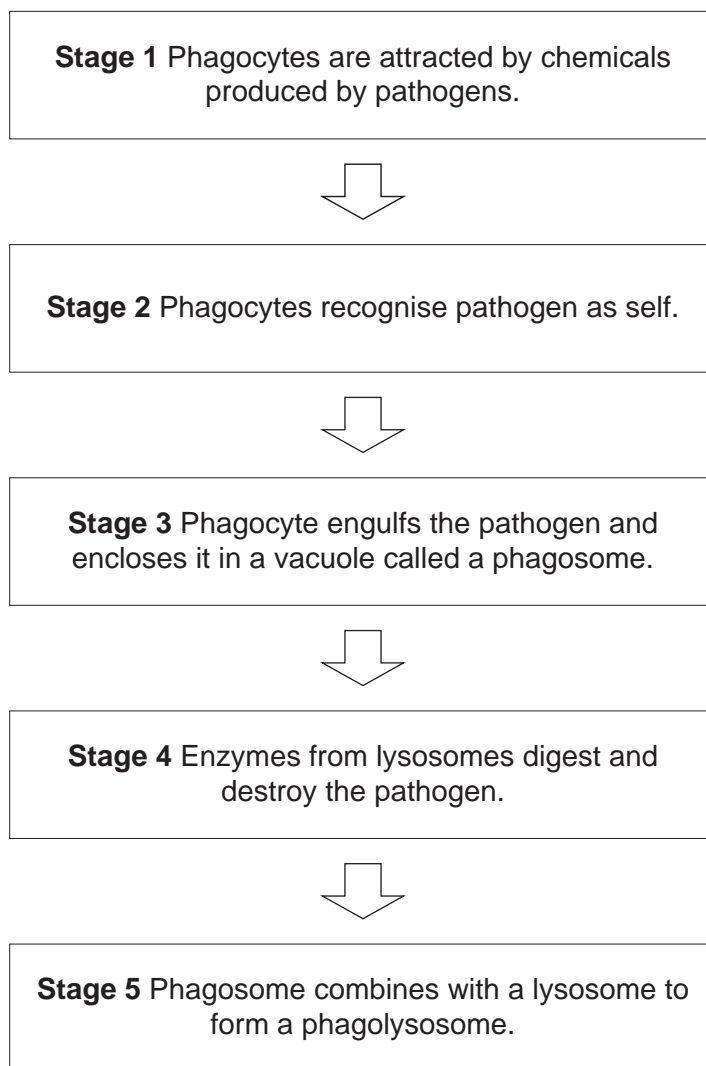 Stage 1 Phagocytes are attracted by chemicals
produced by pathogens.
Stage 2 Phagocytes recognise pathogen as self.
Stage 3 Phagocyte engulfs the pathogen and
encloses it in a vacuole called a phagosome.
Stage 4 Enzymes from lysosomes digest and
destroy the pathogen.
Stage 5 Phagosome combines with a lysosome to
form a phagolysosome.